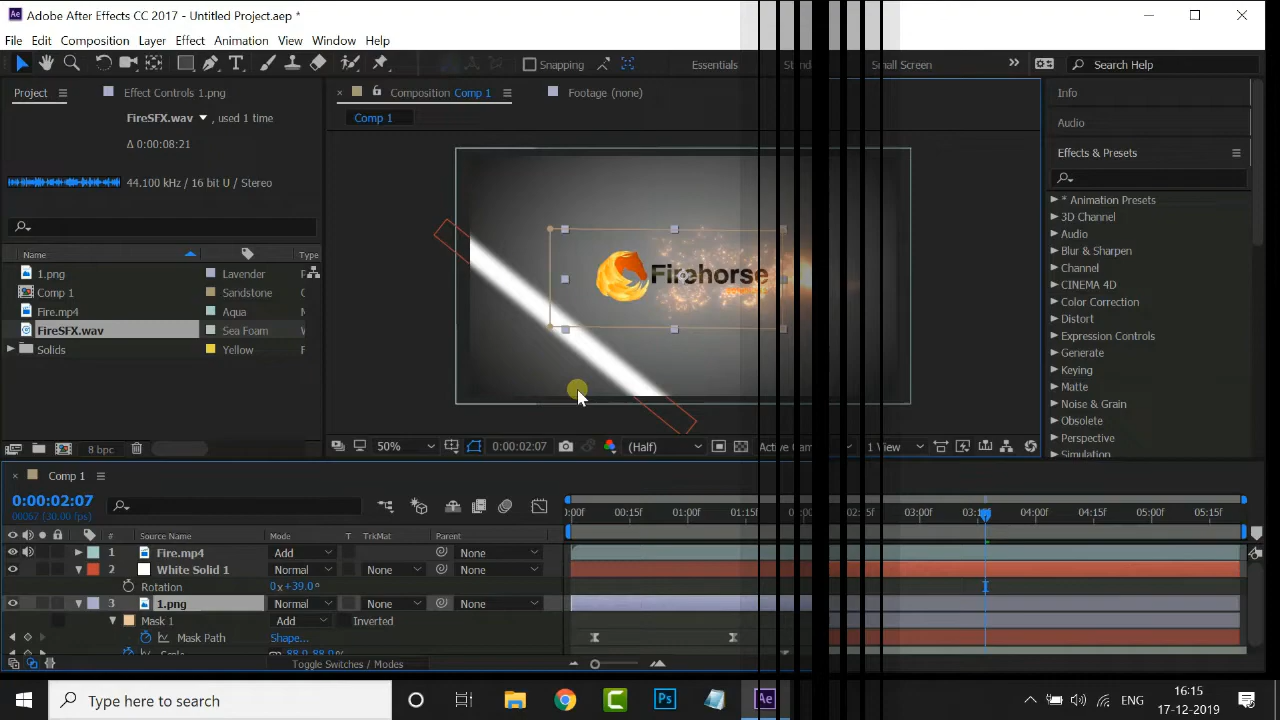 Adobe After Effects CC 2017 - Untitled Project.aep *
File Edit Composition Layer Effect Animation View Window Help
Snapping Essentials Small Screen Search Help
Project Effect Controls 1.png Composition Comp 1 Footage (none) Info
FireSFX.wav , used 1 time Comp 1 Audio
Δ 0:00:08:21 Effects & Presets
44.100 kHz / 16 bit U / Stereo
* Animation Presets
3D Channel
Audio
Name Type Blur & Sharpen
1.png Lavender Channel
Comp 1 Sandstone CINEMA 4D
Fire.mp4 Aqua Color Correction
FireSFX.wav Sea Foam Distort
Solids Yellow Expression Controls
Firehorse
Generate
Keying
Matte
Noise & Grain
Obsolete
Perspective
Simulation
8 bpc 50% 0:00:02:07 (Half) 1 View
Comp 1
0:00:02:07
00067 (30.00 fps) :00f 00:15f 01:00f 01:15f 03:00f 04:00f 04:15f 05:00f 05:15f
# Source Name Mode T TrkMat Parent
1 Fire.mp4 Add None
2 White Solid 1 Normal None None
Rotation 0x+39.0°
3 1.png Normal None None
Mask 1 Add Inverted
Mask Path Shape...
Toggle Switches / Modes
Type here to search ENG 16:15
17-12-2019